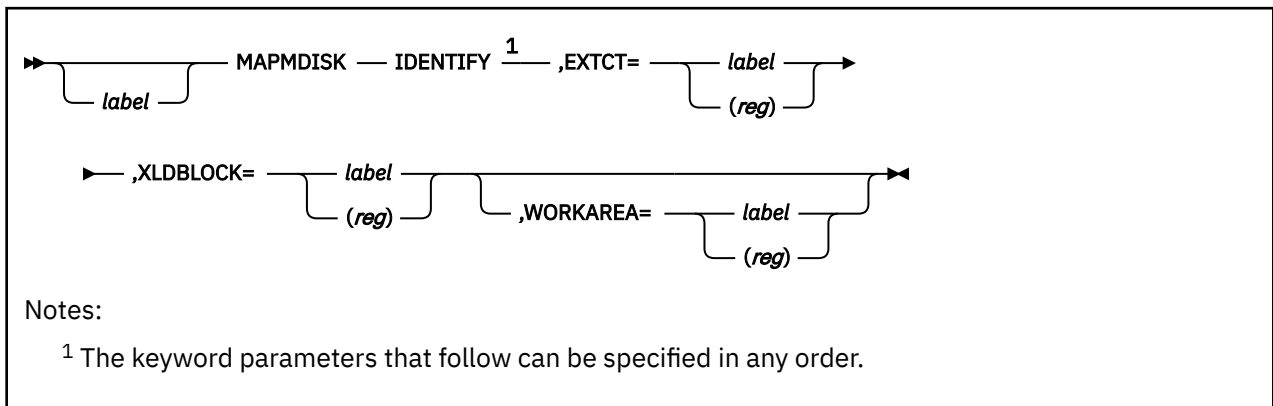 MAPMDISK IDENTIFY 1 ,EXTCT= label
label (reg)
,XLDBLOCK= label
(reg) ,WORKAREA= label
(reg)
Notes:
1 The keyword parameters that follow can be specified in any order.